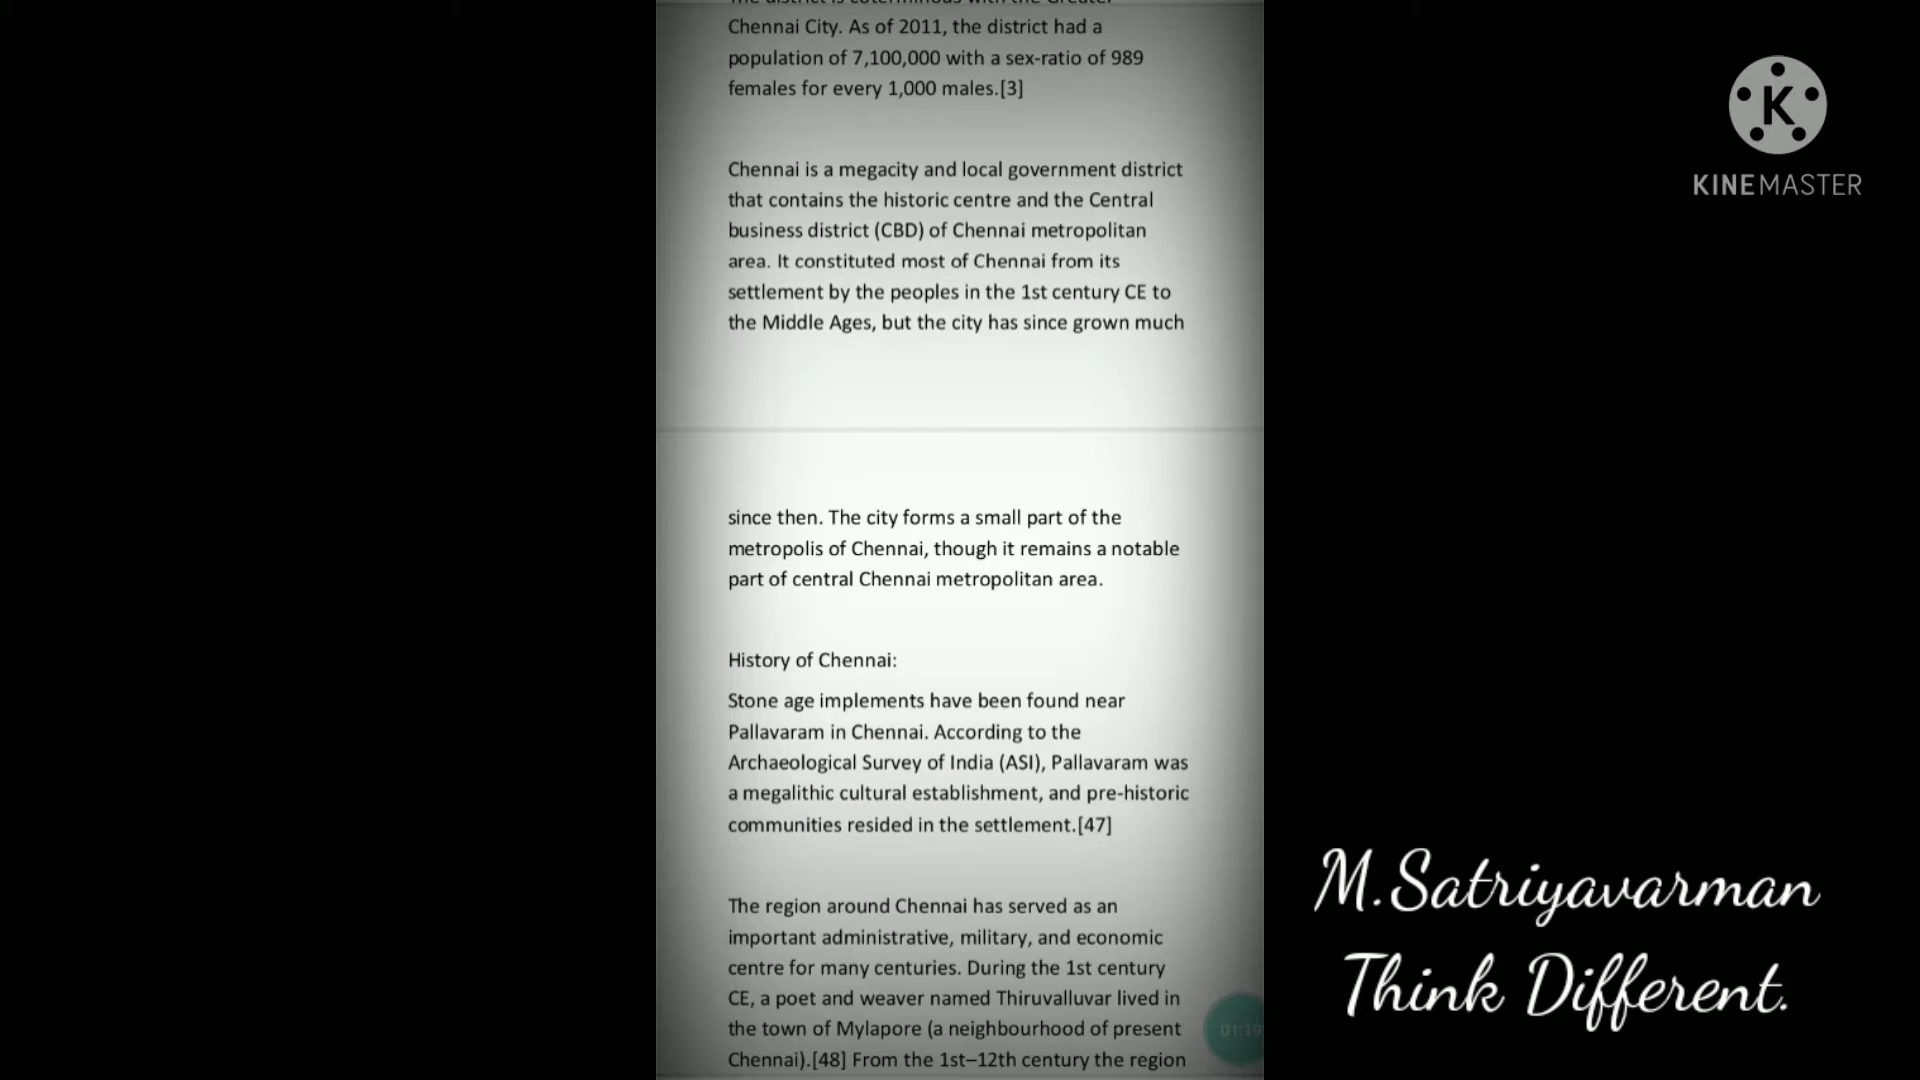 Chennai City. As of 2011, the district had a
population of 7,100,000 with a sex-ratio of 989
females for every 1,000 males.[3]
Chennai is a megacity and local government district
that contains the historic centre and the Central
business district (CBD) of Chennai metropolitan
area. It constituted most of Chennai from its
settlement by the peoples in the 1st century CE to
the Middle Ages, but the city has since grown much
since then. The city forms a small part of the
metropolis of Chennai, though it remains a notable
part of central Chennai metropolitan area.
History of Chennai:
Stone age implements have been found near
Pallavaram in Chennai. According to the
Archaeological Survey of India (ASI), Pallavaram was
a megalithic cultural establishment, and pre-historic
communities resided in the settlement.[47]
The region around Chennai has served as an
important administrative, military, and economic
centre for many centuries. During the 1st century
CE, a poet and weaver named Thiruvalluvar lived in
the town of Mylapore (a neighbourhood of present
Chennai).[48] From the 1st–12th century the region
K
KINEMASTER
M.Satriyavarman
Think Different.